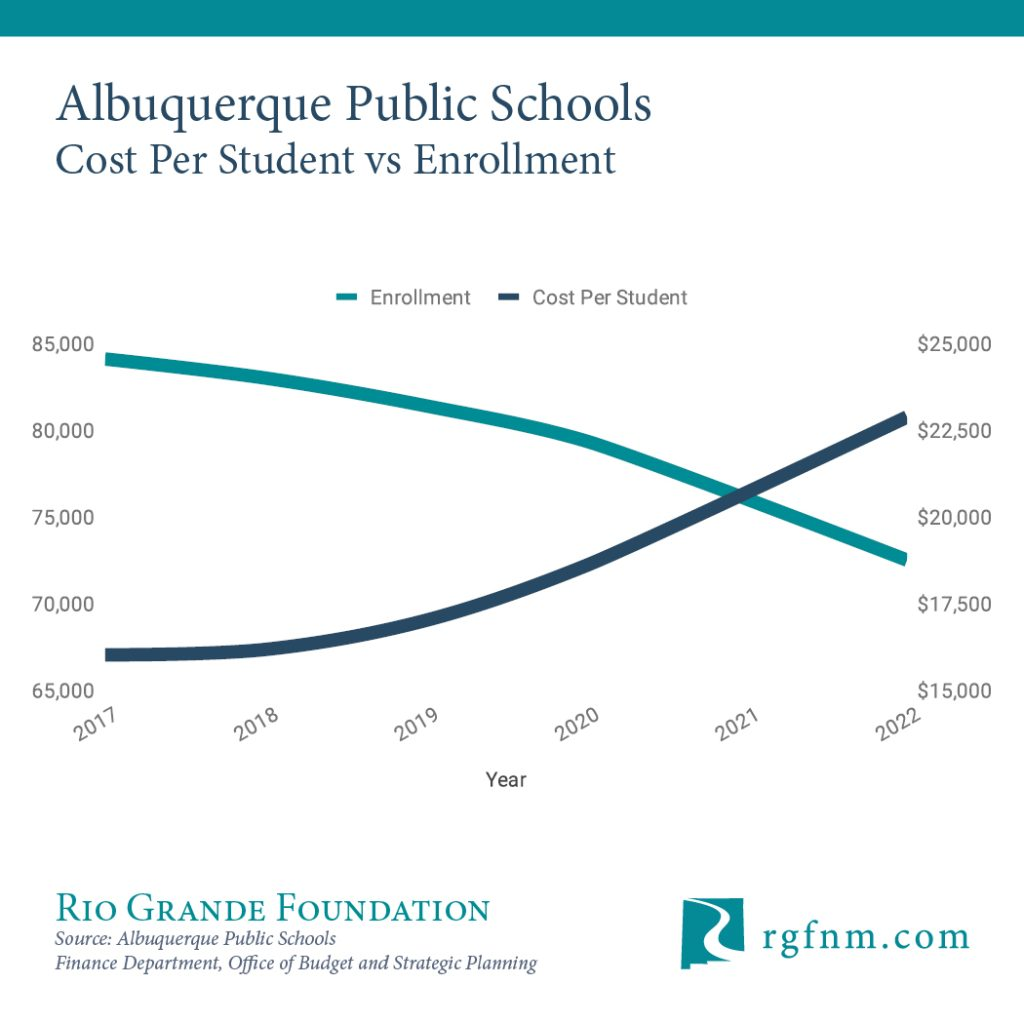 Albuquerque Public Schools
Cost Per Student vs Enrollment
Enrollment Cost Per Student
85,000 $25,000
80,000 $22,500
75,000 $20,000
70,000 $17,500
65,000 $15,000
2017 2018 2019 2020 2021 2022
Year
Rio Grande Foundation
Source: Albuquerque Public Schools
Finance Department, Office of Budget and Strategic Planning
rgfnm.com